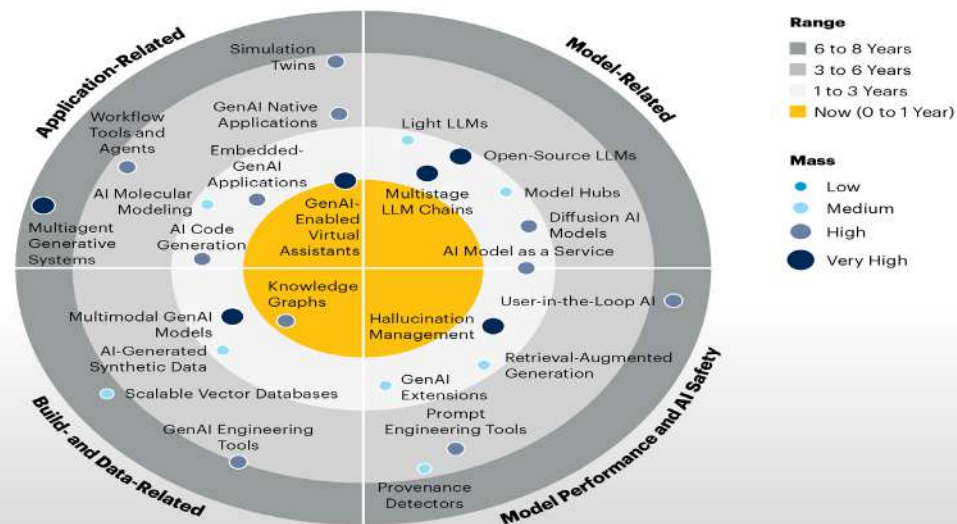 Application-Related
Simulation
Twins
GenAI Native
Applications
Workflow
Tools and
Agents
Embedded-
GenAI
Applications
AI Molecular
Modeling
GenAI-
Enabled
Virtual
Assistants
Multiagent
Generative
Systems
AI Code
Generation
Model-Related
Light LLMs
Open-Source LLMs
Multistage
LLM Chains
Model Hubs
Diffusion AI
Models
AI Model as a Service
Knowledge
Graphs
Multimodal GenAI
Models
AI-Generated
Synthetic Data
Scalable Vector Databases
GenAI Engineering
Tools
Build- and Data-Related
User-in-the-Loop AI
Hallucination
Management
Retrieval-Augmented
Generation
GenAI
Extensions
Prompt
Engineering Tools
Provenance
Detectors
Model Performance and AI Safety
Range
6 to 8 Years
3 to 6 Years
1 to 3 Years
Now (0 to 1 Year)
Mass
Low
Medium
High
Very High